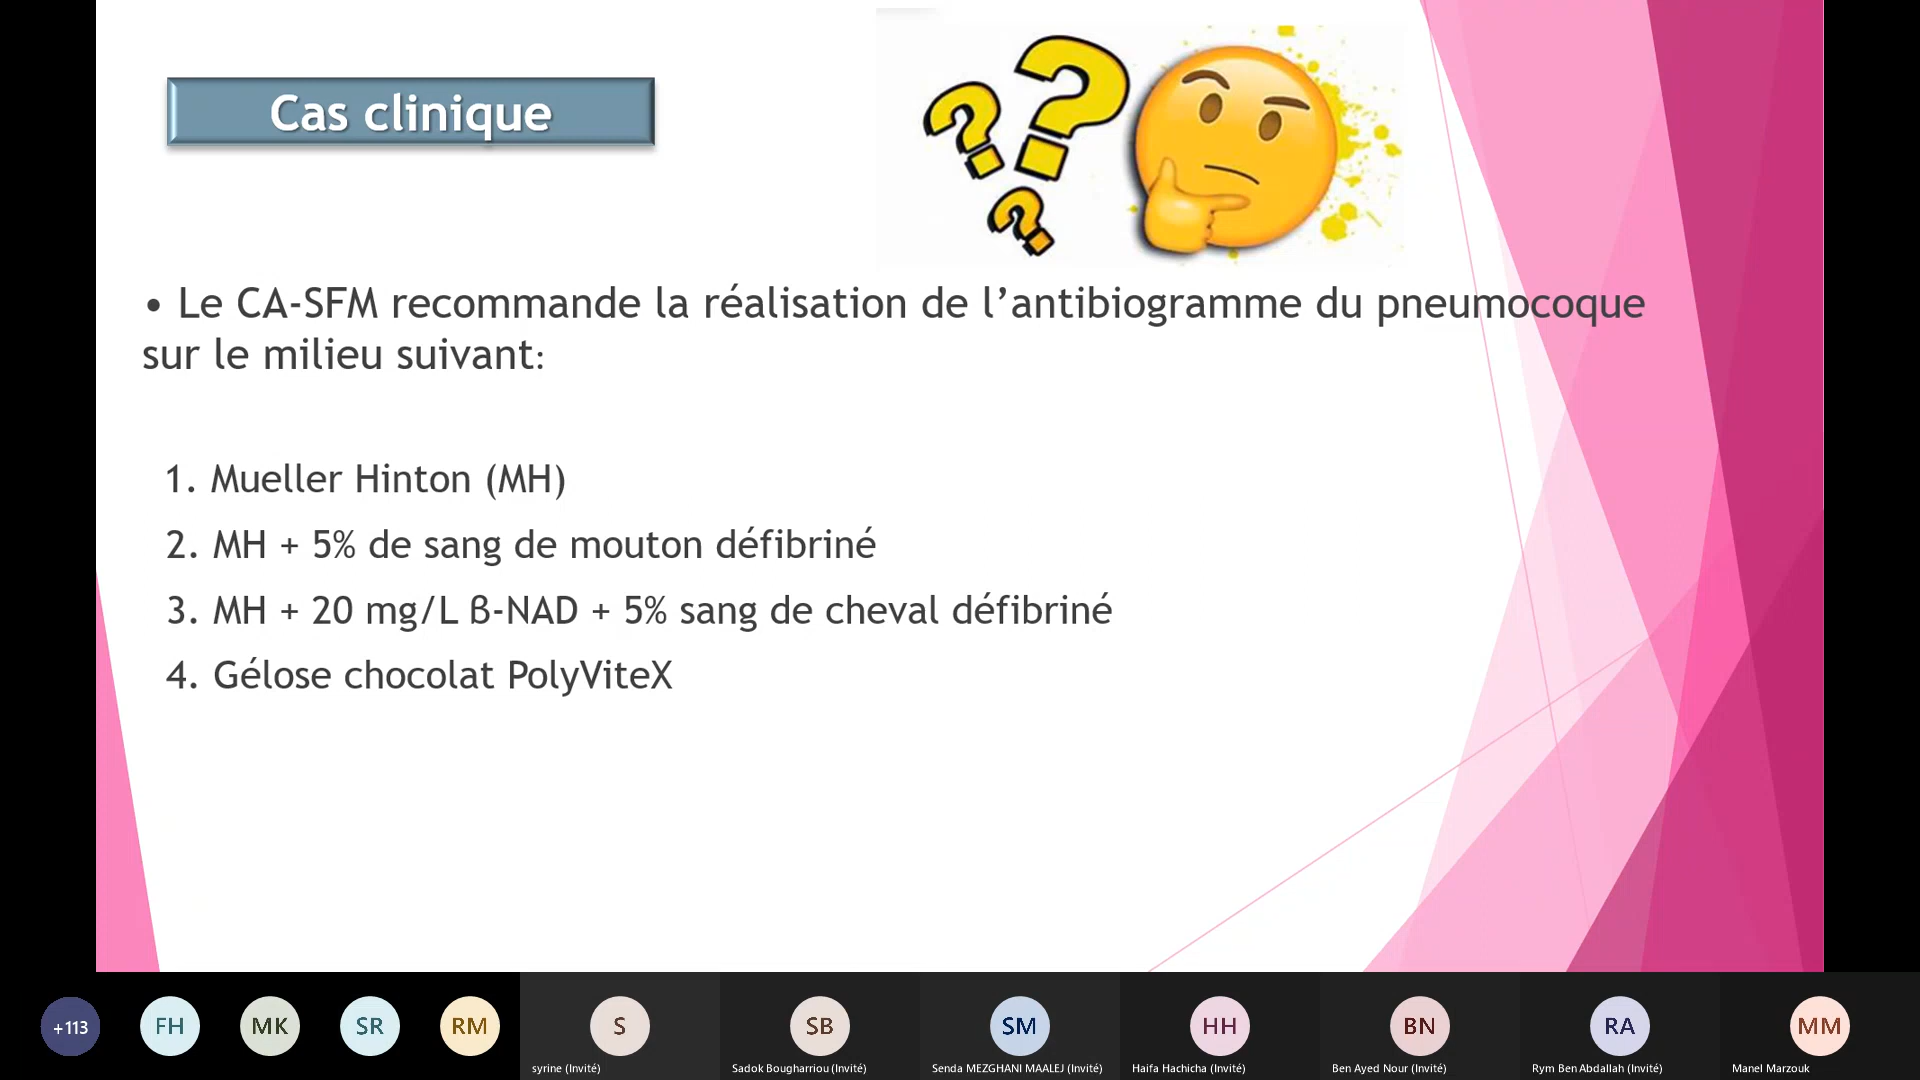 Cas clinique
• Le CA-SFM recommande la réalisation de l’antibiogramme du pneumocoque
sur le milieu suivant:
1. Mueller Hinton (MH)
2. MH + 5% de sang de mouton défibriné
3. MH + 20 mg/L β-NAD + 5% sang de cheval défibriné
4. Gélose chocolat PolyViteX
+113
FH
MK
SR
RM
S
SB
SM
HH
BN
RA
MM
syrine (Invité)
Sadok Bougharriou (Invité)
Senda MEZGHANI MAALEJ (Invité)
Haifa Hachicha (Invité)
Ben Ayed Nour (Invité)
Rym Ben Abdallah (Invité)
Manel Marzouk